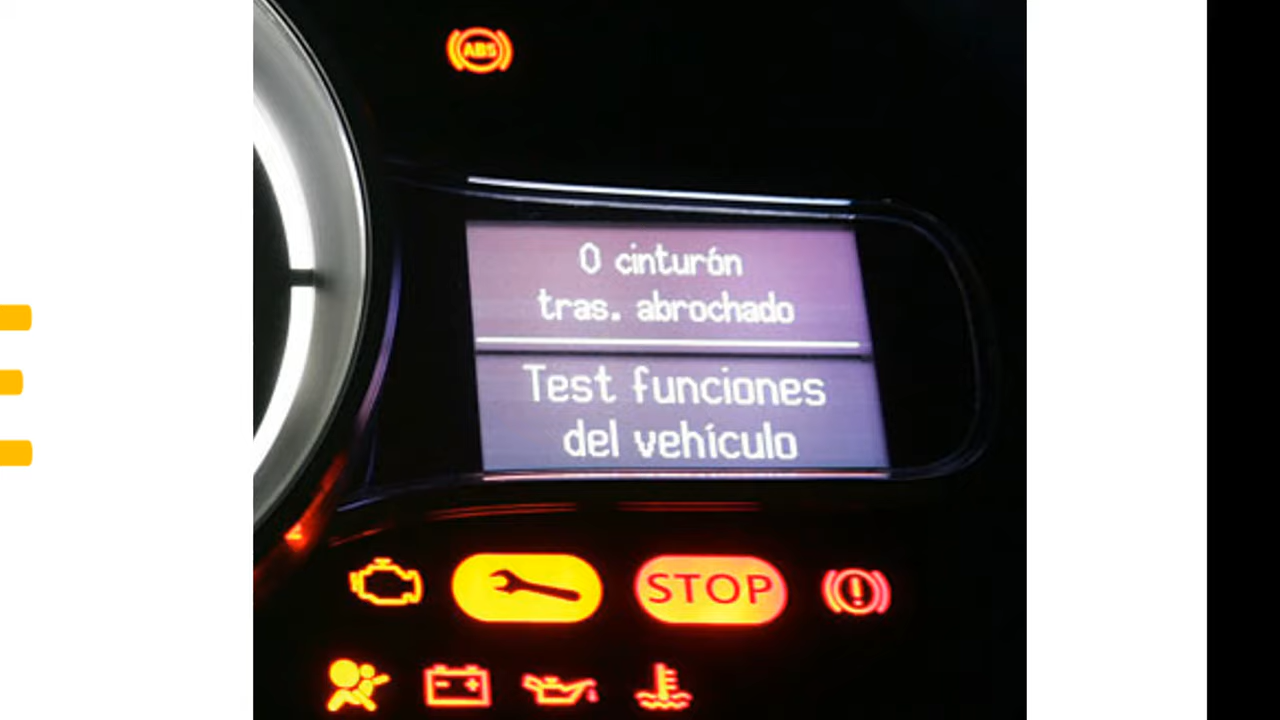 ABS
0 cinturón
tras. abrochado
Test funciones
del vehículo
STOP